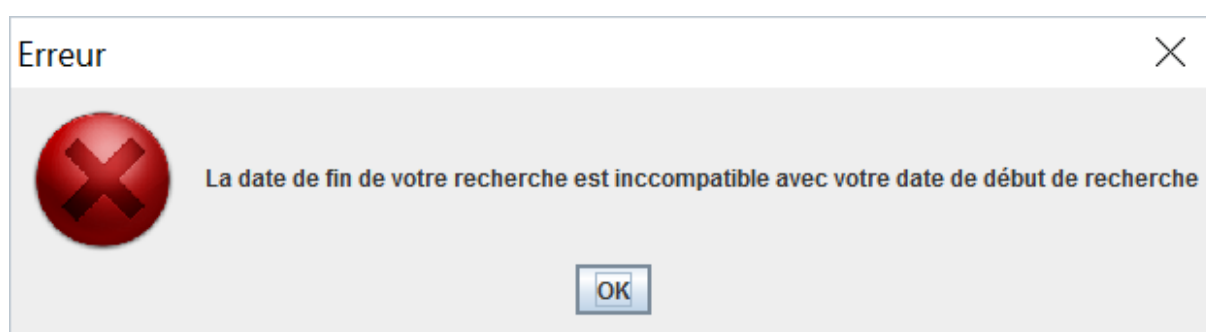 Erreur
La date de fin de votre recherche est inccompatible avec votre date de début de recherche
OK